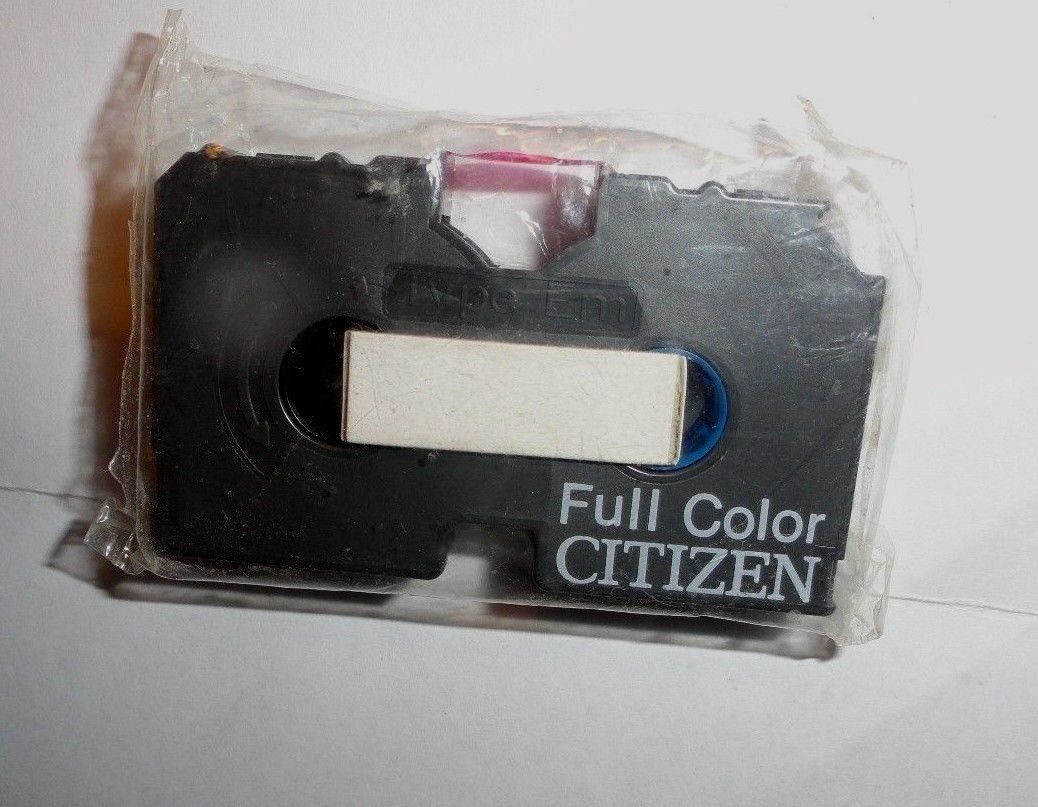 Type Em
Full Color
CITIZEN